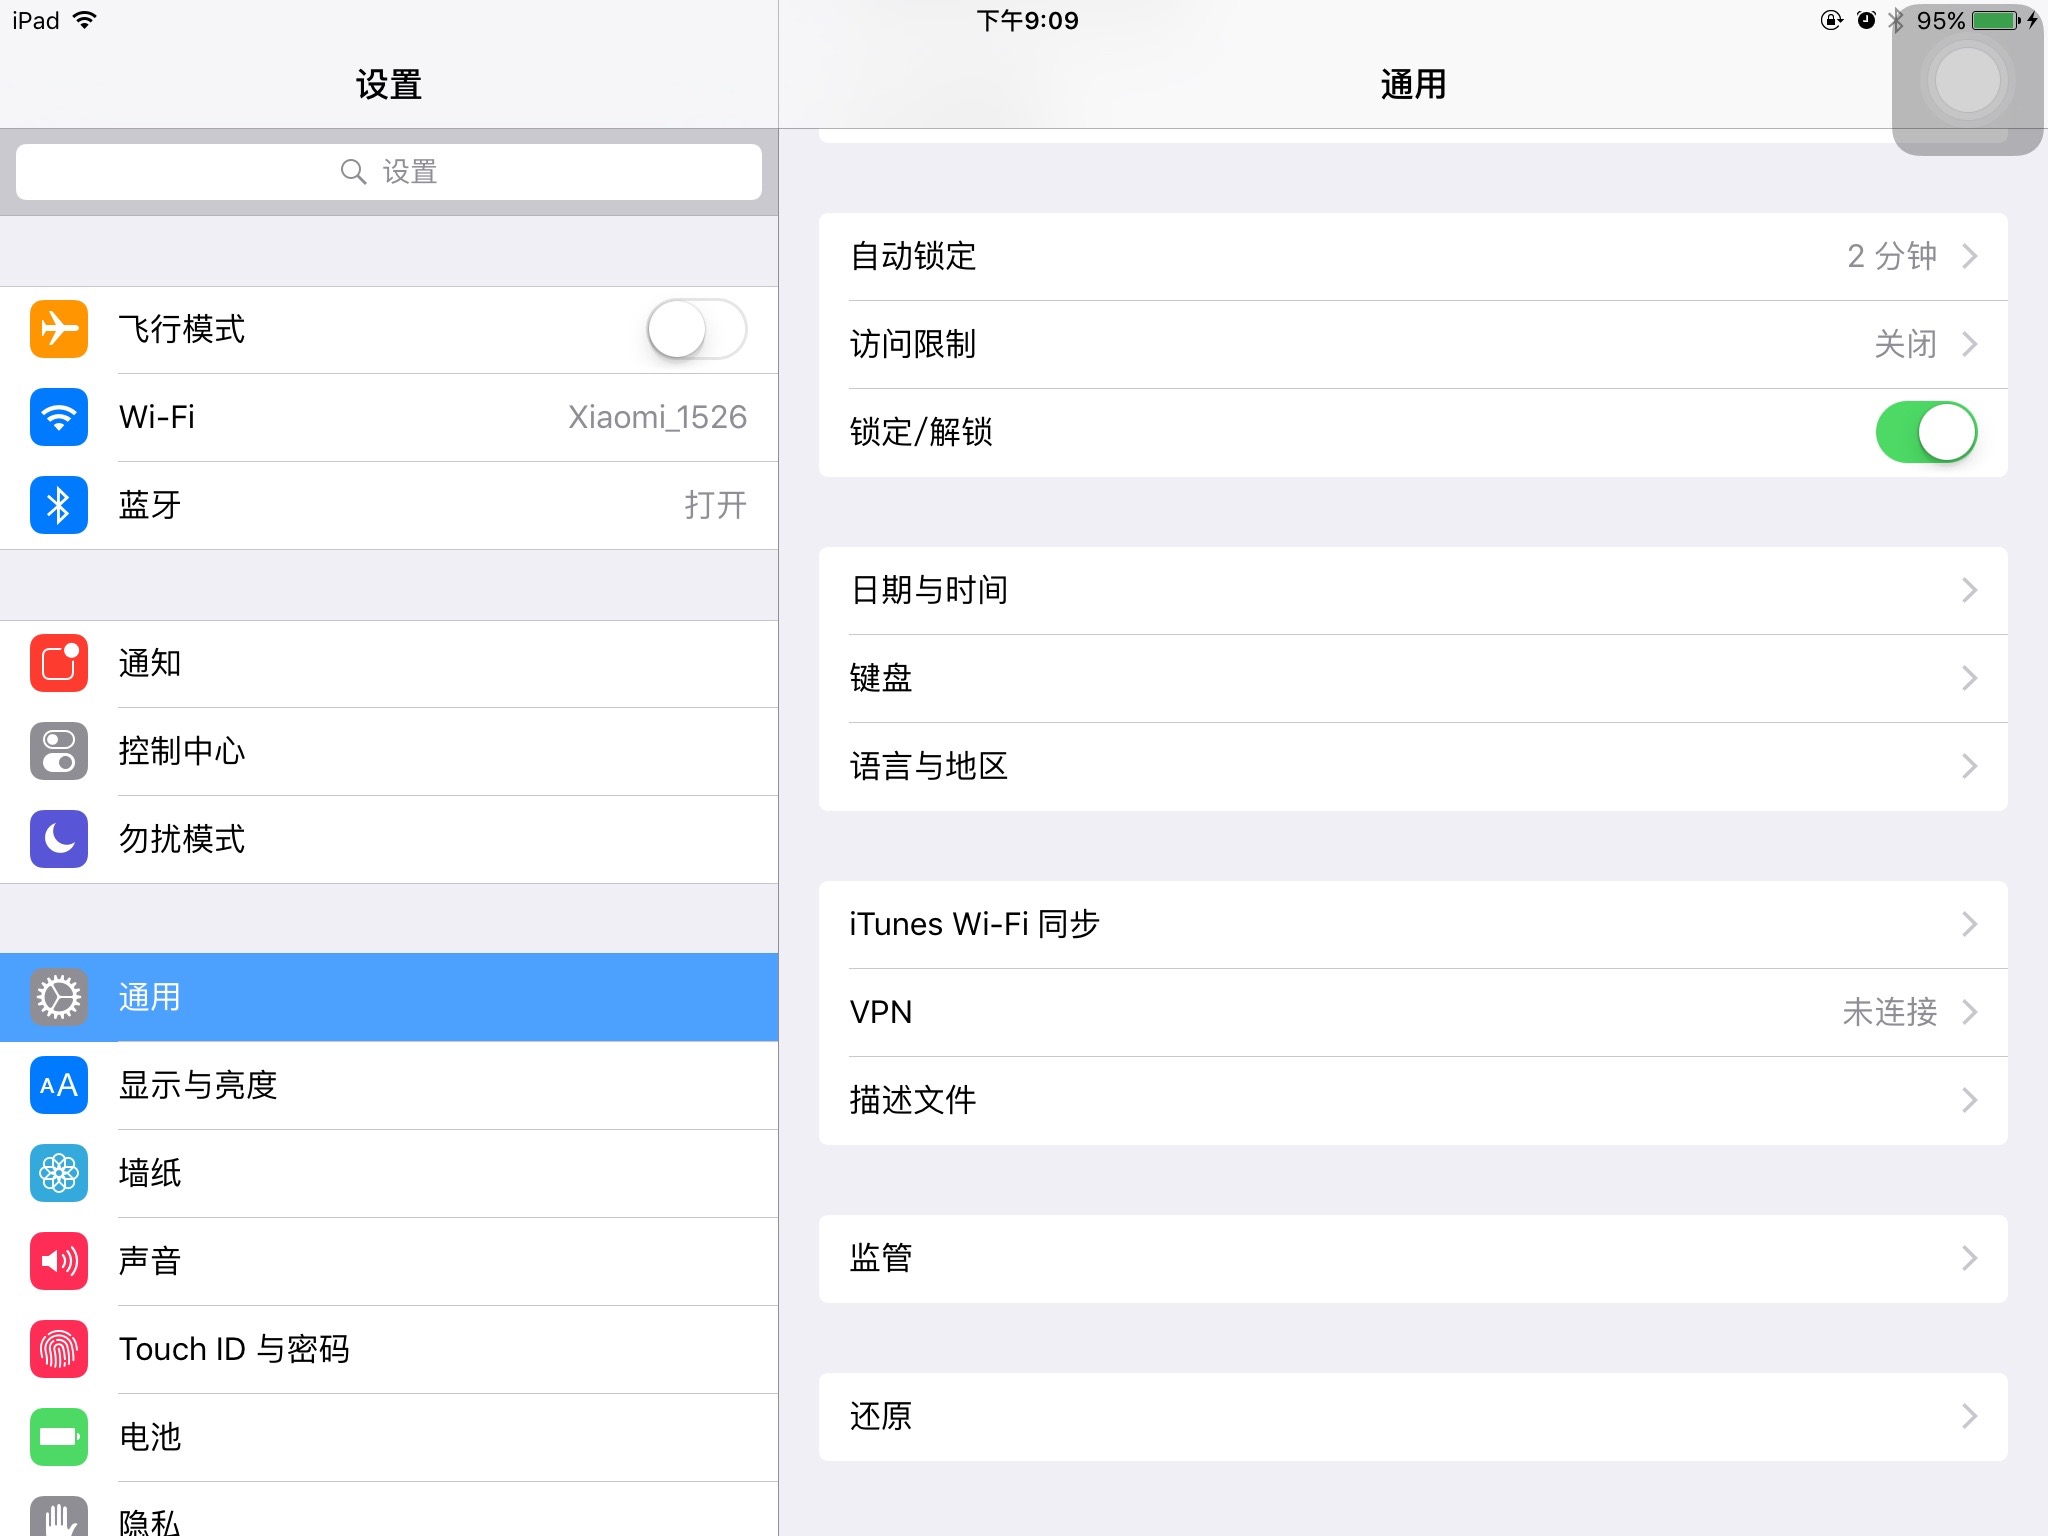 iPad
下午9:09
95%
设置
通用
设置
飞行模式
Wi-Fi
Xiaomi_1526
蓝牙
打开
通知
控制中心
勿扰模式
通用
AA
显示与亮度
墙纸
声音
Touch ID 与密码
电池
隐私
自动锁定
2 分钟
访问限制
关闭
锁定/解锁
日期与时间
键盘
语言与地区
iTunes Wi-Fi 同步
VPN
未连接
描述文件
监管
还原